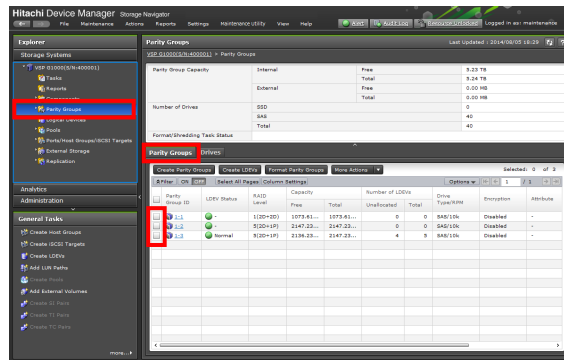 Hitachi Device Manager Storage Navigator
File Maintenance Actions Reports Settings Maintenance Utility View Help Alert Audit Log Resource Unlocked Logged in as: maintenance
Explorer
Storage Systems
VSP G1000(S/N:400001)
Tasks
Reports
Components
Parity Groups
Logical Devices
Pools
Ports/Host Groups/iSCSI Targets
External Storage
Replication
Analytics
Administration
General Tasks
Create Host Groups
Create iSCSI Targets
Create LDEVs
Add LUN Paths
Create Pools
Add External Volumes
Create SI Pairs
Create TI Pairs
Create TC Pairs
more...
Parity Groups
Last Updated : 2014/08/05 18:29
VSP G1000(S/N:400001) > Parity Groups
Parity Group Capacity Internal Free 5.23 TB
Total 5.24 TB
External Free 0.00 MB
Total 0.00 MB
Number of Drives SSD 0
SAS 40
Total 40
Format/Shredding Task Status
Parity Groups Drives
Create Parity Groups Create LDEVs Format Parity Groups More Actions Selected: 0 of 3
Filter ON OFF Select All Pages Column Settings Options 1 / 1
Parity Group ID LDEV Status RAID Level Capacity Free Total Number of LDEVs Unallocated Total Drive Type/RPM Encryption Attribute
1-1 - 1(2D+2D) 1073.61... 1073.61... 0 0 SAS/10k Disabled -
1-2 - 5(2D+1P) 2147.23... 2147.23... 0 0 SAS/10k Disabled -
1-3 Normal 5(2D+1P) 2136.23... 2147.23... 4 5 SAS/10k Disabled -